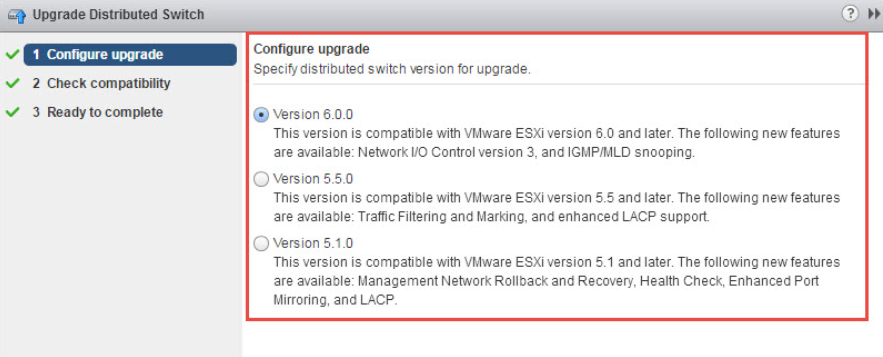 Upgrade Distributed Switch
?
1 Configure upgrade
2 Check compatibility
3 Ready to complete
Configure upgrade
Specify distributed switch version for upgrade.
Version 6.0.0
This version is compatible with VMware ESXi version 6.0 and later. The following new features
are available: Network I/O Control version 3, and IGMP/MLD snooping.
Version 5.5.0
This version is compatible with VMware ESXi version 5.5 and later. The following new features
are available: Traffic Filtering and Marking, and enhanced LACP support.
Version 5.1.0
This version is compatible with VMware ESXi version 5.1 and later. The following new features
are available: Management Network Rollback and Recovery, Health Check, Enhanced Port
Mirroring, and LACP.